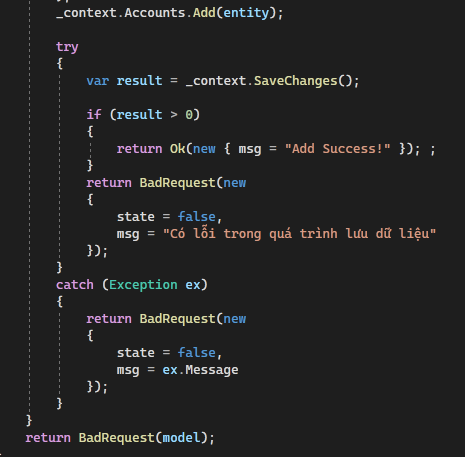 _context.Accounts.Add(entity);
try
{
var result = _context.SaveChanges();
if (result > 0)
{
return Ok(new { msg = "Add Success!" }); ;
}
return BadRequest(new
{
state = false,
msg = "Có lỗi trong quá trình lưu dữ liệu"
});
}
catch (Exception ex)
{
return BadRequest(new
{
state = false,
msg = ex.Message
});
}
}
return BadRequest(model);